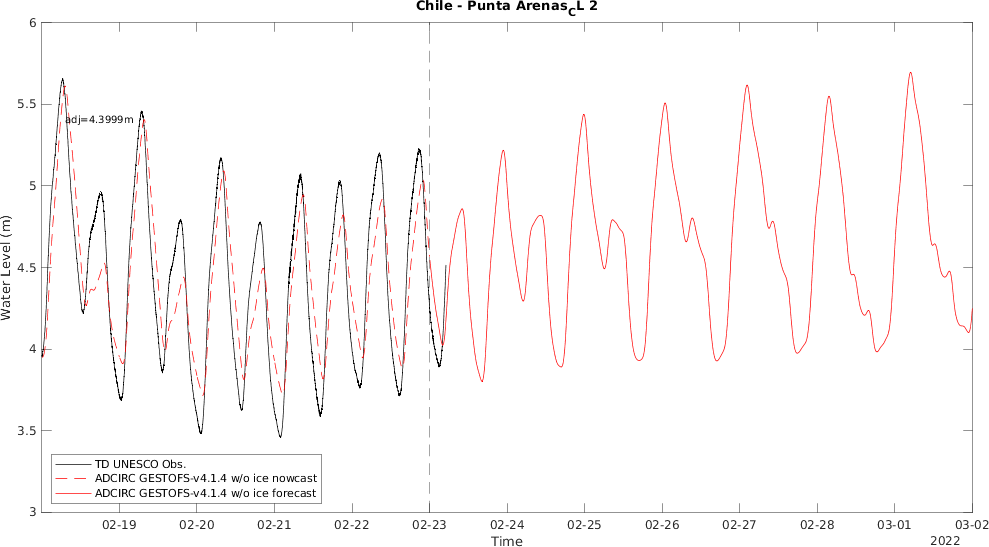 Chile - Punta Arenas_CL 2
6
5.5
5
4.5
4
3.5
3
Water Level (m)
adj=4.3999m
TD UNESCO Obs.
ADCIRC GESTOFS-v4.1.4 w/o ice nowcast
ADCIRC GESTOFS-v4.1.4 w/o ice forecast
02-19 02-20 02-21 02-22 02-23 02-24 02-25 02-26 02-27 02-28 03-01 03-02
Time
2022